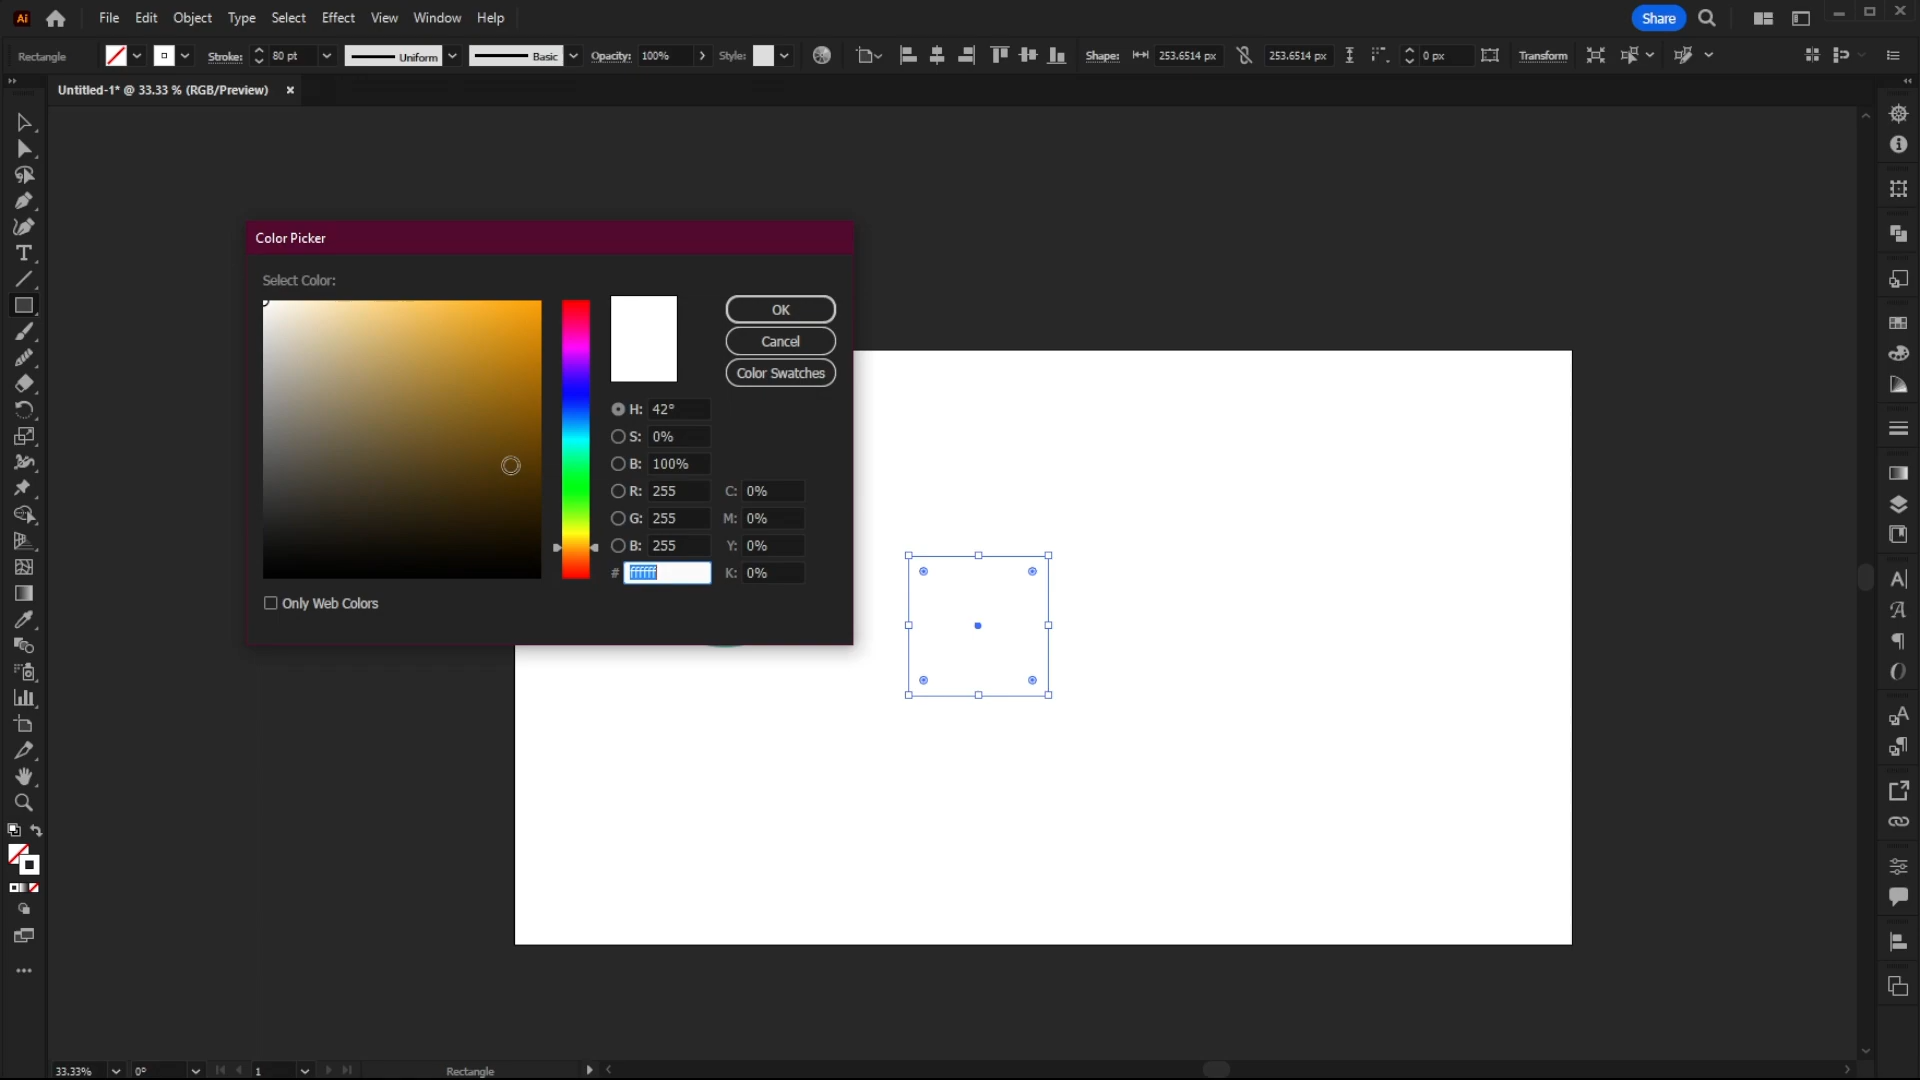 Ai File Edit Object Type Select Effect View Window Help Share
Rectangle Stroke: 80 pt Uniform Basic Opacity: 100% Style: Shape: 253.6514 px 253.6514 px 0 px Transform
Untitled-1* @ 33.33 % (RGB/Preview)
Color Picker
Select Color:
OK
Cancel
Color Swatches
H: 42°
S: 0%
B: 100%
R: 255 C: 0%
G: 255 M: 0%
B: 255 Y: 0%
# ffffff K: 0%
Only Web Colors
33.33% 0° 1 Rectangle